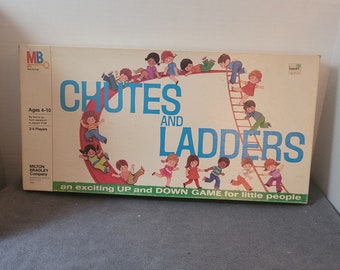 MB
CHUTES
AND
LADDERS
Ages 4-10
2-4 Players
MILTON
BRADLEY
Company
an exciting UP and DOWN GAME for little people